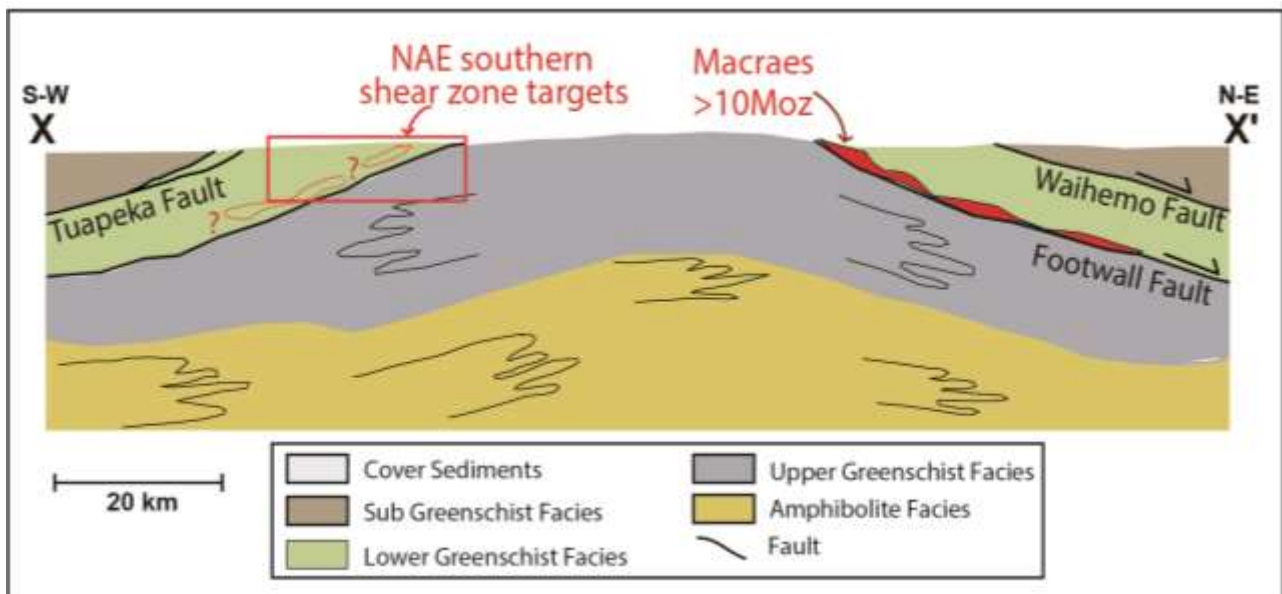 NAE southern
shear zone targets
Macraes
>10Moz
S-W
X
N-E
X'
?
?
Tuapeka Fault
Waihemo Fault
Footwall Fault
20 km
Cover Sediments
Sub Greenschist Facies
Lower Greenschist Facies
Upper Greenschist Facies
Amphibolite Facies
Fault